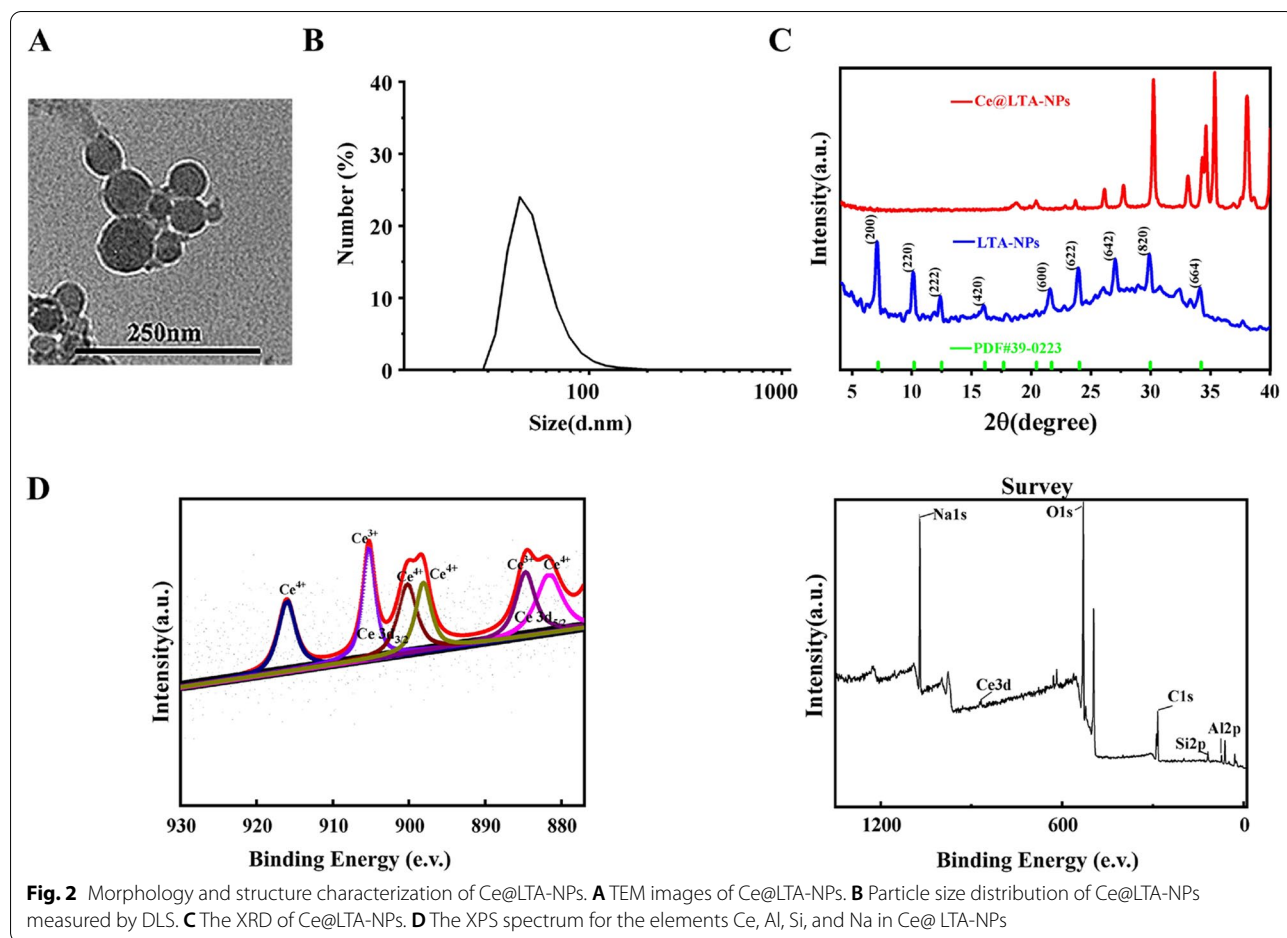 A
250nm
B
40
30
20
10
0
Number (%)
100
1000
Size(d.nm)
C
Intensity(a.u.)
Ce@LTA-NPs
LTA-NPs
(200)
(220)
(222)
(420)
(600)
(622)
(642)
(820)
(664)
PDF#39-0223
5 10 15 20 25 30 35 40
2θ(degree)
D
Intensity(a.u.)
Ce⁴⁺
Ce³⁺
Ce⁴⁺
Ce⁴⁺
Ce³⁺
Ce⁴⁺
Ce 3d₃/₂
Ce 3d₅/₂
930 920 910 900 890 880
Binding Energy (e.v.)
Survey
Intensity(a.u.)
Na1s
O1s
Ce3d
C1s
Si2p
Al2p
1200 600 0
Binding Energy (e.v.)
Fig. 2 Morphology and structure characterization of Ce@LTA-NPs. A TEM images of Ce@LTA-NPs. B Particle size distribution of Ce@LTA-NPs
measured by DLS. C The XRD of Ce@LTA-NPs. D The XPS spectrum for the elements Ce, Al, Si, and Na in Ce@ LTA-NPs